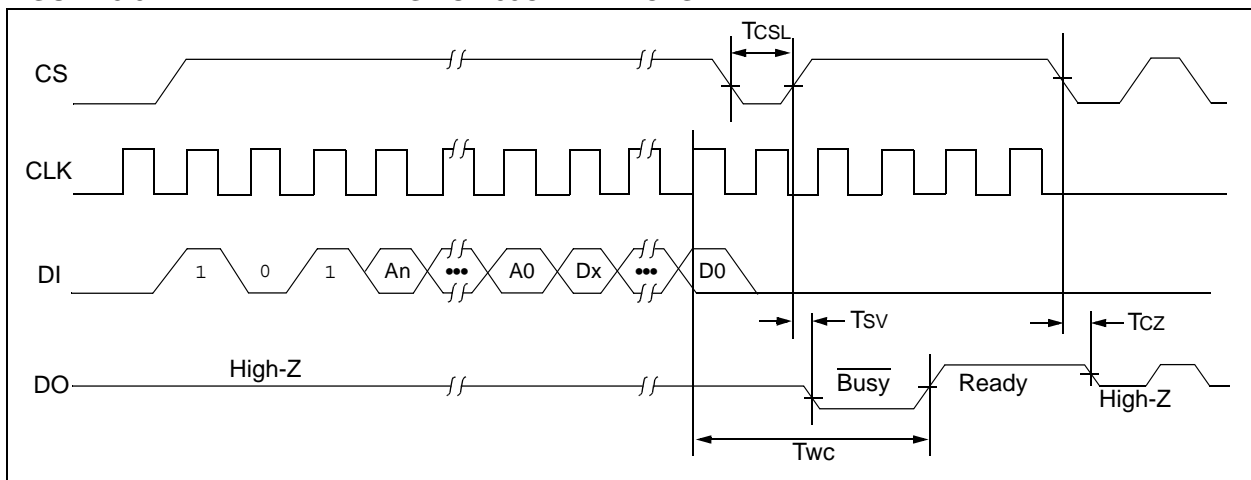 TCSL
CS
CLK
DI 1 0 1 An ••• A0 Dx ••• D0
TSV TCZ
DO High-Z Busy Ready High-Z
Twc